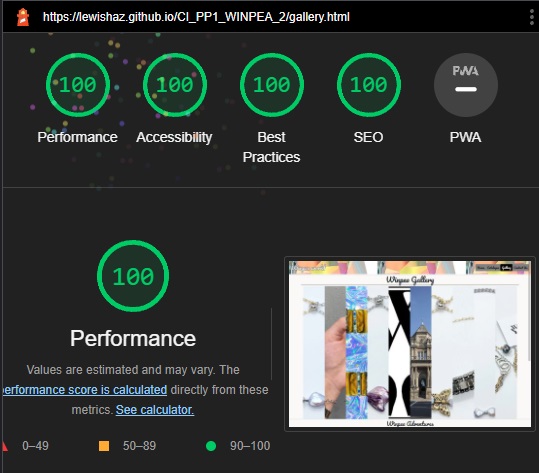 https://lewishaz.github.io/CI_PP1_WINPEA_2/gallery.html
100 100 100 100 PWA
Performance Accessibility Best Practices SEO PWA
100
Performance
Values are estimated and may vary. The
performance score is calculated directly from these
metrics. See calculator.
0–49 50–89 90–100
Winpea Gallery
Winpea Adventures